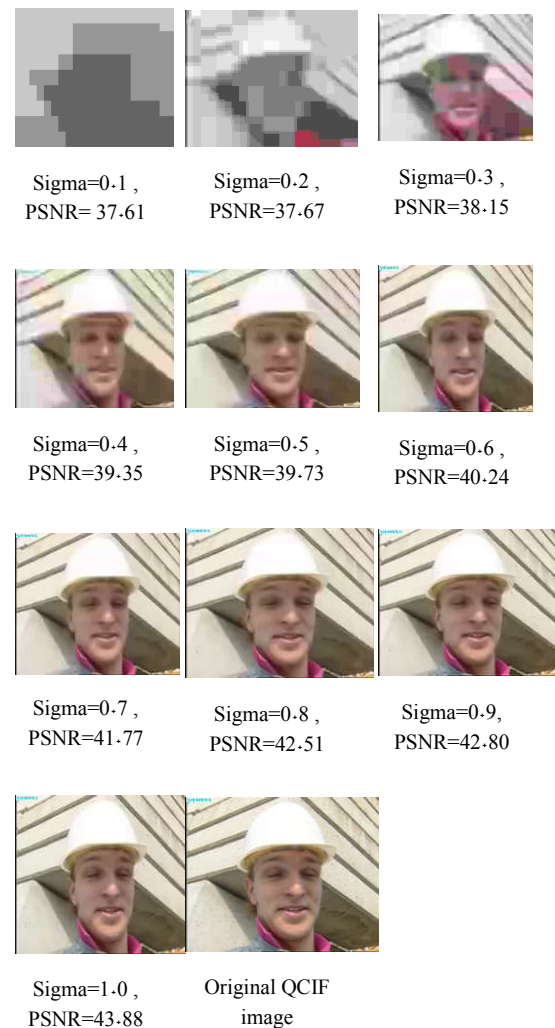 Sigma=0.1 ,
PSNR= 37.61
Sigma=0.2 ,
PSNR=37.67
Sigma=0.3 ,
PSNR=38.15
Sigma=0.4 ,
PSNR=39.35
Sigma=0.5 ,
PSNR=39.73
Sigma=0.6 ,
PSNR=40.24
Sigma=0.7 ,
PSNR=41.77
Sigma=0.8 ,
PSNR=42.51
Sigma=0.9,
PSNR=42.80
Sigma=1.0 ,
PSNR=43.88
Original QCIF
image